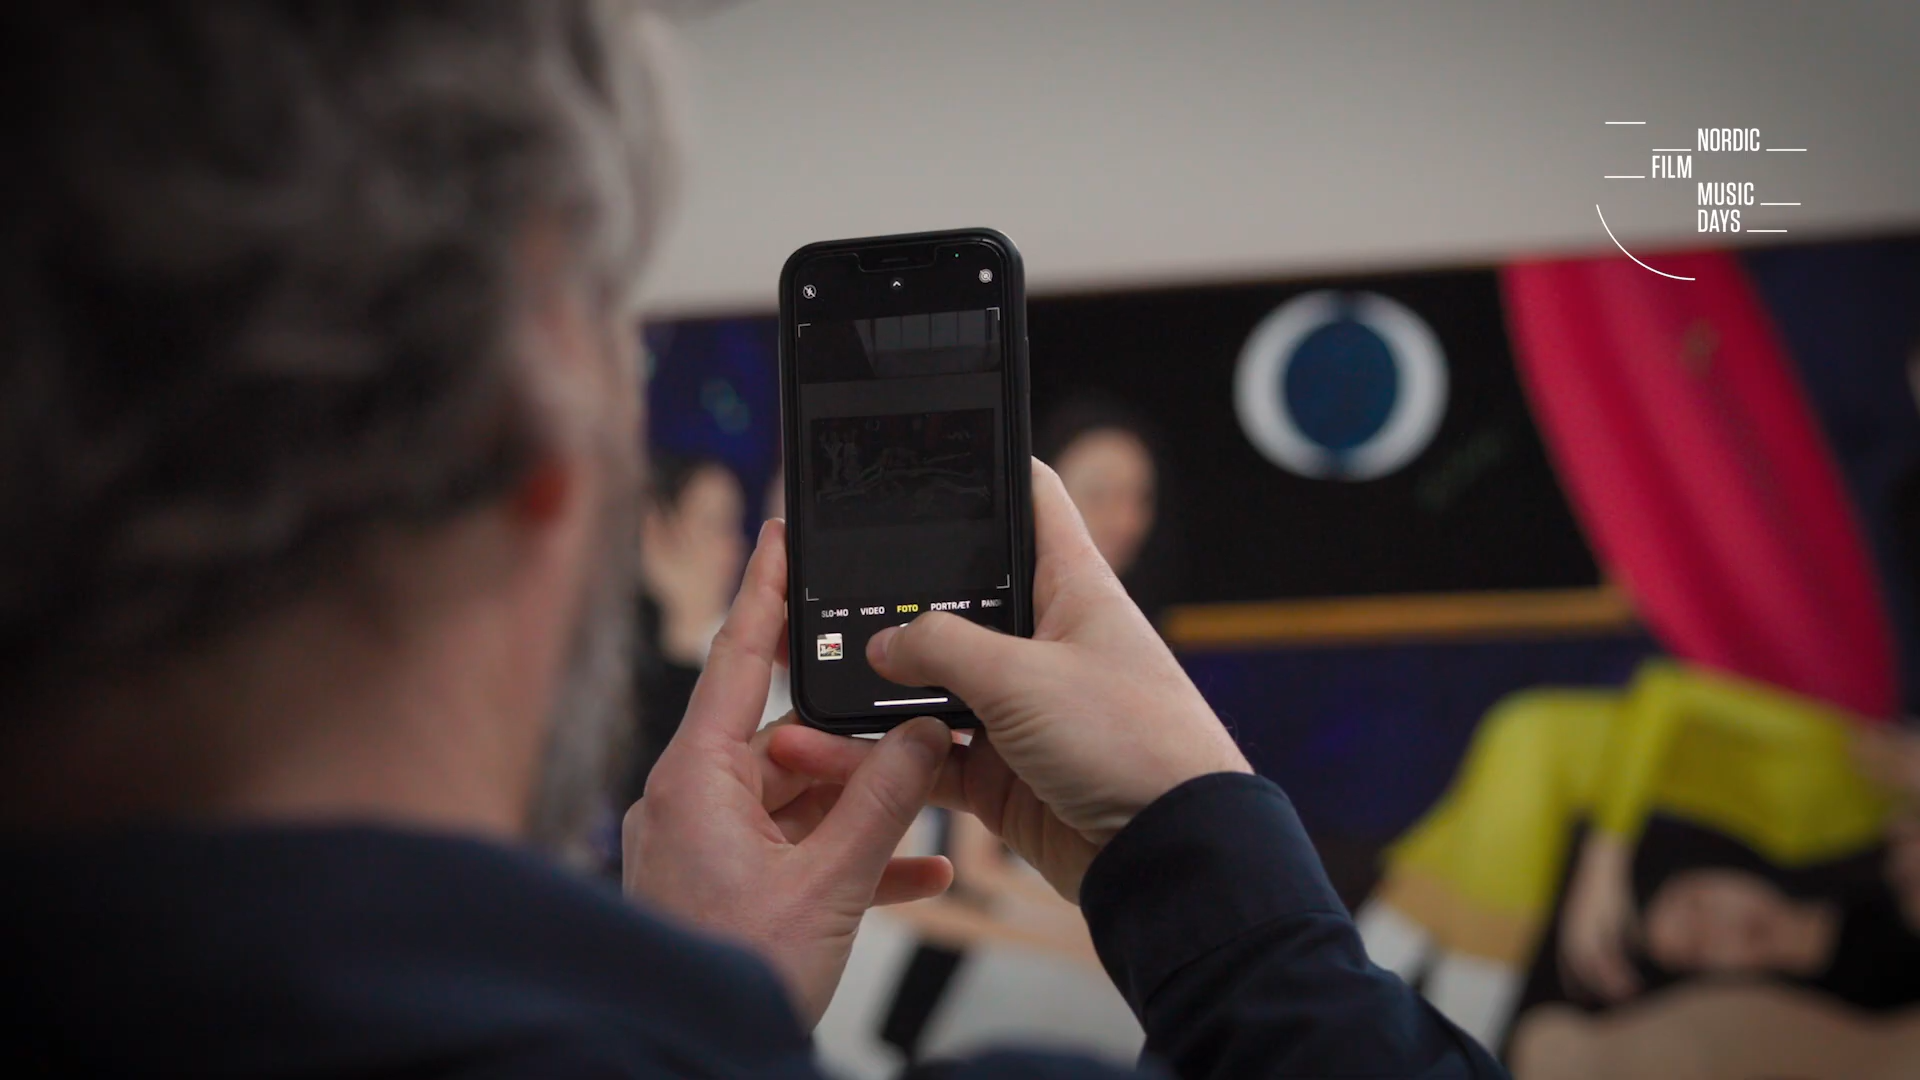 NORDIC
FILM
MUSIC
DAYS
SLO-MO VIDEO FOTO PORTRÆT